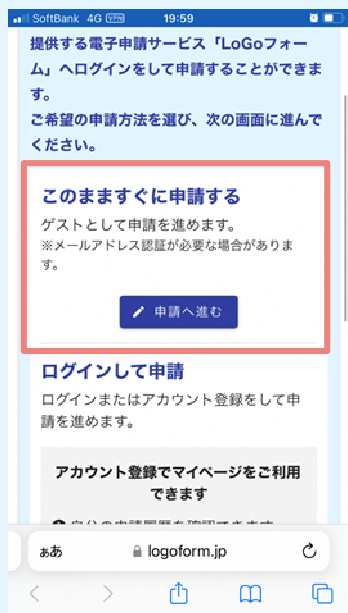 SoftBank 4G VPN 19:59
提供する電子申請サービス「LoGoフォー
ム」へログインをして申請することができま
す。
ご希望の申請方法を選び、次の画面に進んで
ください。
このまますぐに申請する
ゲストとして申請を進めます。
※メールアドレス認証が必要な場合がありま
す。
申請へ進む
ログインして申請
ログインまたはアカウント登録をして申
請を進めます。
アカウント登録でマイページをご利用
できます
ぁあ logoform.jp